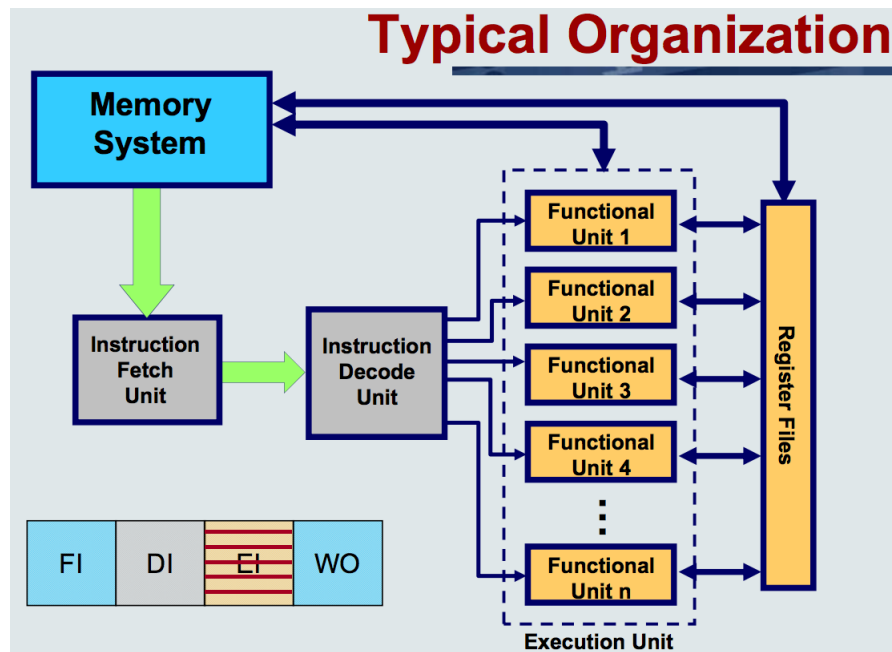 Typical Organization
Memory
System
Functional
Unit 1
Functional
Unit 2
Instruction
Fetch
Unit
Instruction
Decode
Unit
Functional
Unit 3
Functional
Unit 4
Register Files
FI DI EI WO
Functional
Unit n
Execution Unit